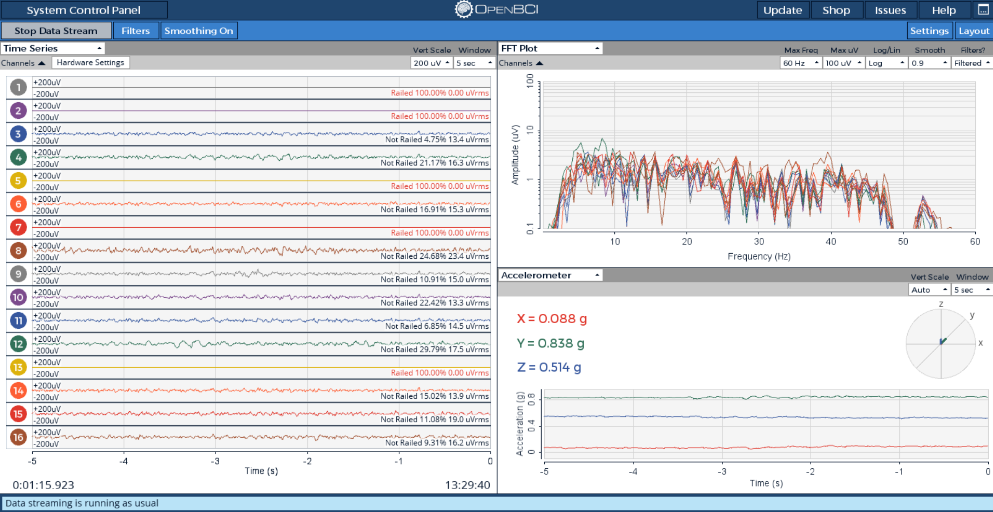 System Control Panel
OpenBCI
Update Shop Issues Help
Stop Data Stream Filters Smoothing On
Settings Layout
Time Series
Vert Scale Window
Channels Hardware Settings
200 uV 5 sec
1 +200uV -200uV Railed 100.00% 0.00 uVrms
2 +200uV -200uV Railed 100.00% 0.00 uVrms
3 +200uV -200uV Not Railed 4.75% 13.4 uVrms
4 +200uV -200uV Not Railed 21.17% 16.3 uVrms
5 +200uV -200uV Railed 100.00% 0.00 uVrms
6 +200uV -200uV Not Railed 16.91% 15.3 uVrms
7 +200uV -200uV Railed 100.00% 0.00 uVrms
8 +200uV -200uV Not Railed 24.68% 23.4 uVrms
9 +200uV -200uV Not Railed 10.91% 15.0 uVrms
10 +200uV -200uV Not Railed 22.42% 13.3 uVrms
11 +200uV -200uV Not Railed 6.85% 14.5 uVrms
12 +200uV -200uV Not Railed 29.79% 17.5 uVrms
13 +200uV -200uV Railed 100.00% 0.00 uVrms
14 +200uV -200uV Not Railed 15.02% 13.9 uVrms
15 +200uV -200uV Not Railed 11.08% 19.0 uVrms
16 +200uV -200uV Not Railed 9.31% 16.2 uVrms
-5 -4 -3 -2 -1 0
Time (s)
0:01:15.923 13:29:40
FFT Plot
Max Freq Max uV Log/Lin Smooth Filters?
Channels
60 Hz 100 uV Log 0.9 Filtered
Amplitude (uV)
100
10
1
0.1
10 20 30 40 50 60
Frequency (Hz)
Accelerometer
Vert Scale Window
Auto 5 sec
X = 0.088 g
Y = 0.838 g
Z = 0.514 g
z
y
x
Acceleration (g)
0.8
0.4
0
-5 -4 -3 -2 -1 0
Time (s)
Data streaming is running as usual